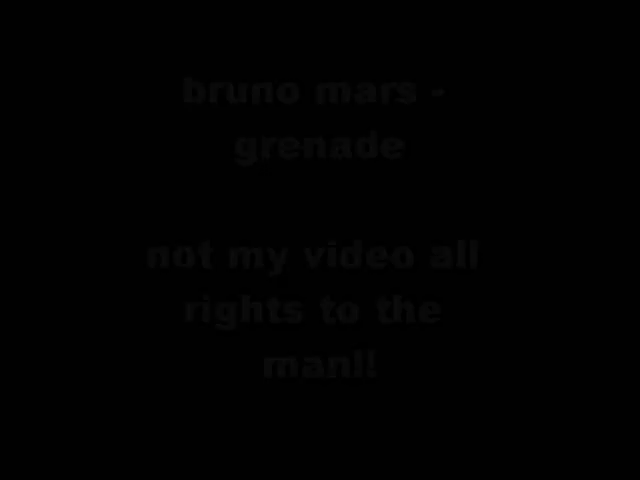 bruno mars -
grenade
not my video all
rights to the
man!!